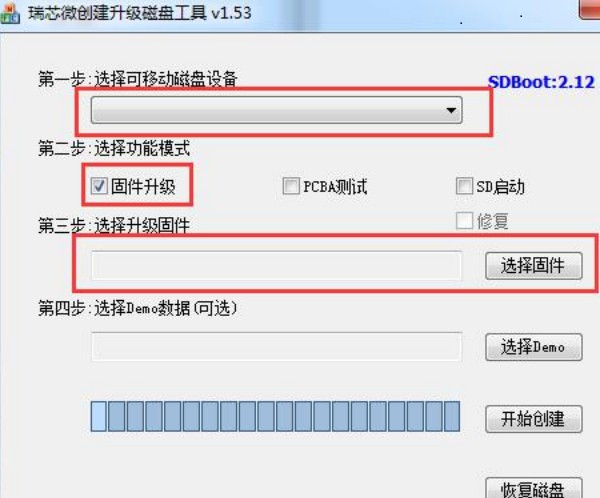 瑞芯微创建升级磁盘工具 v1.53
第一步:选择可移动磁盘设备
SDBoot:2.12
第二步:选择功能模式
固件升级 PCBA测试 SD启动
修复
第三步:选择升级固件
选择固件
第四步:选择Demo数据(可选)
选择Demo
开始创建
恢复磁盘